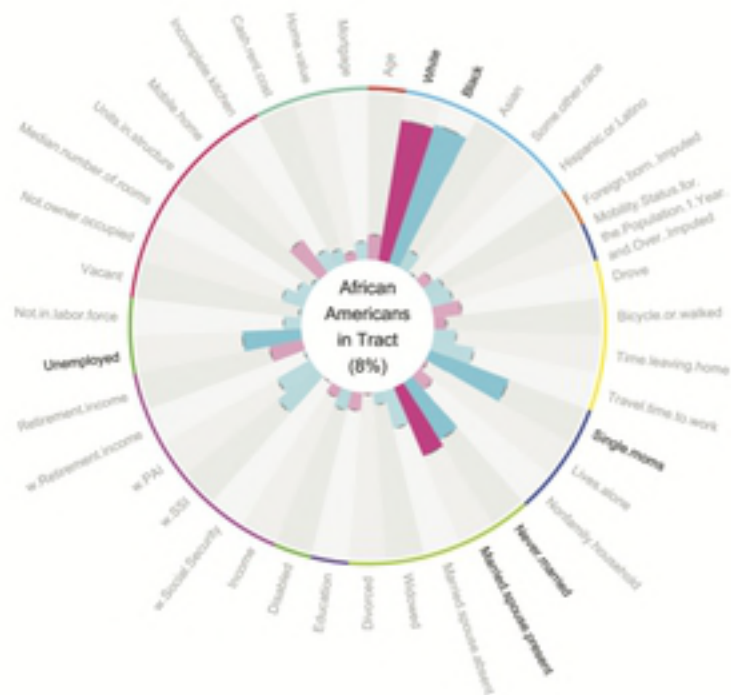 African
Americans
in Tract
(8%)
Age
White
Black
Asian
Some.other.race
Hispanic.or.Latino
Foreign.born..Imputed
Mobility.Status.for.
the.Population.1.Year.
and.Over..Imputed
Drove
Bicycle.or.walked
Time.leaving.home
Travel.time.to.work
Single.moms
Lives.alone
Nonfamily.household
Never.married
Married.spouse.present
Married.spouse.absent
Widowed
Divorced
Education
Disabled
Income
w.Social.Security
w.SSI
w.PAI
w.Retirement.income
Retirement.income
Unemployed
Not.in.labor.force
Vacant
Not.owner.occupied
Median.number.of.rooms
Units.in.structure
Mobile.home
Incomplete.kitchen
Cash.rent.cost
Home.value
Mortgage